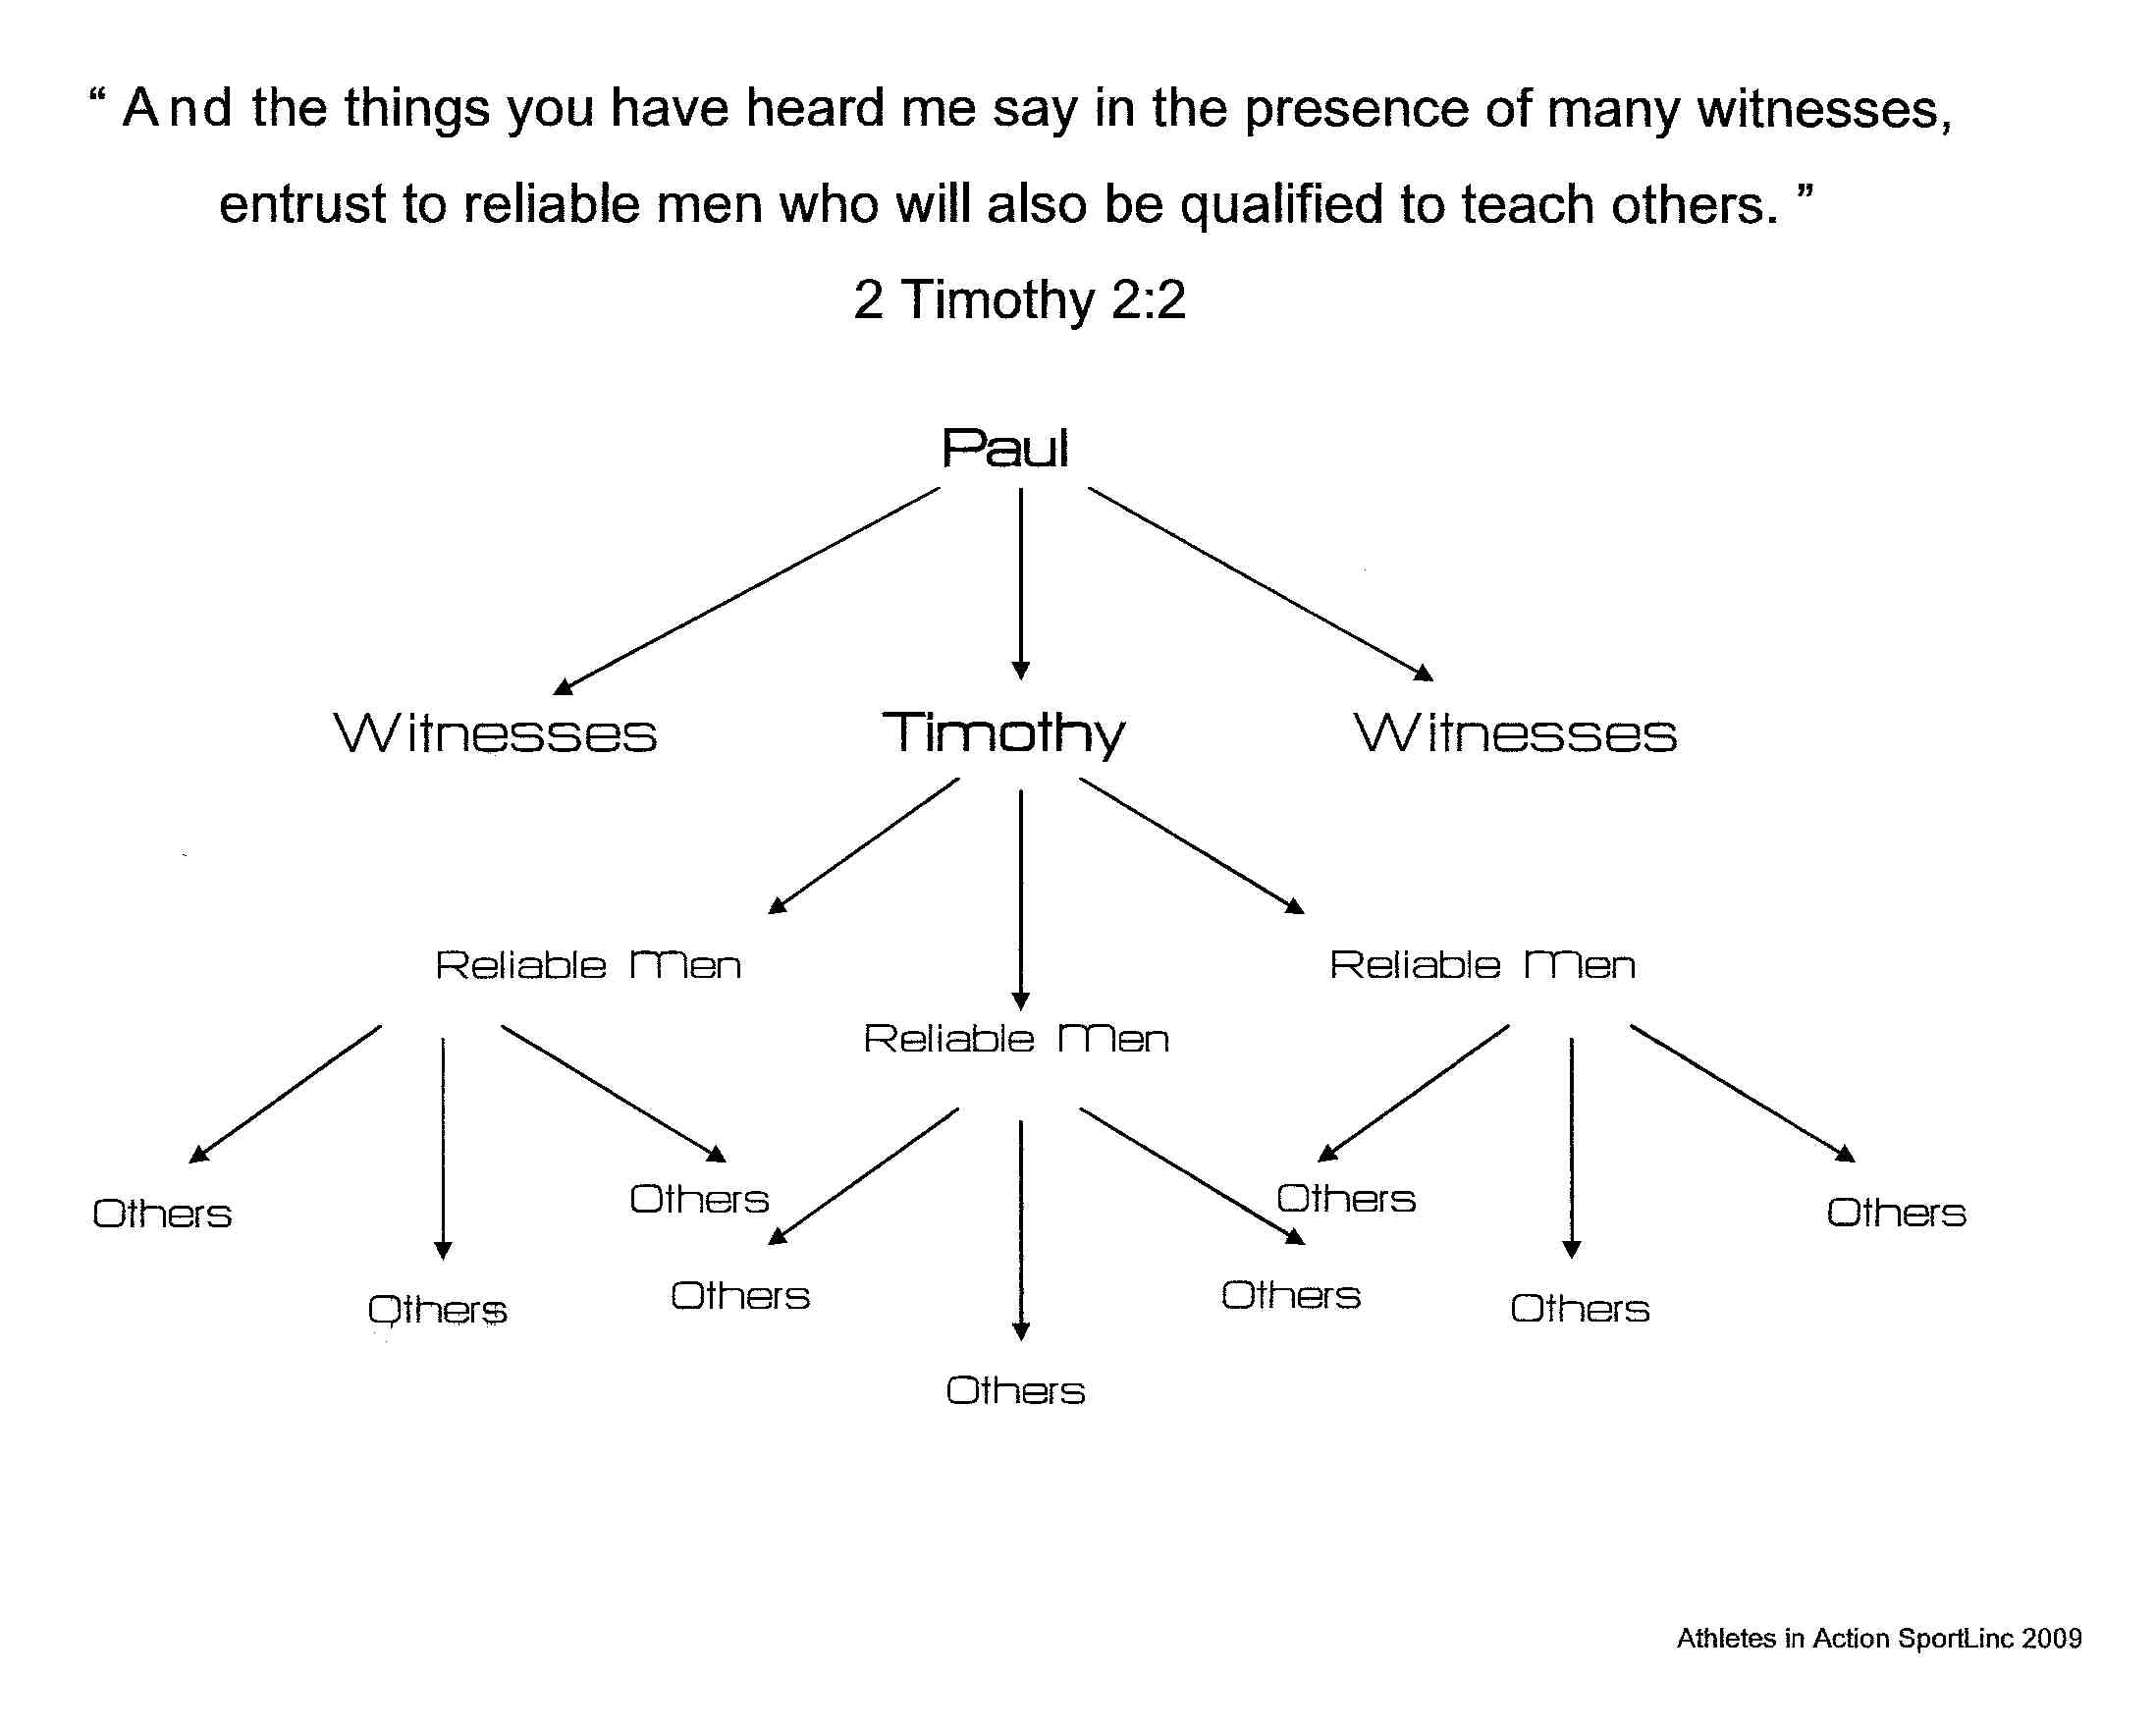 “ And the things you have heard me say in the presence of many witnesses,
entrust to reliable men who will also be qualified to teach others. ”
2 Timothy 2:2
Paul
Witnesses Timothy Witnesses
Reliable Men Reliable Men
Reliable Men
Others Others Others Others
Others Others Others Others
Others
Athletes in Action SportLinc 2009